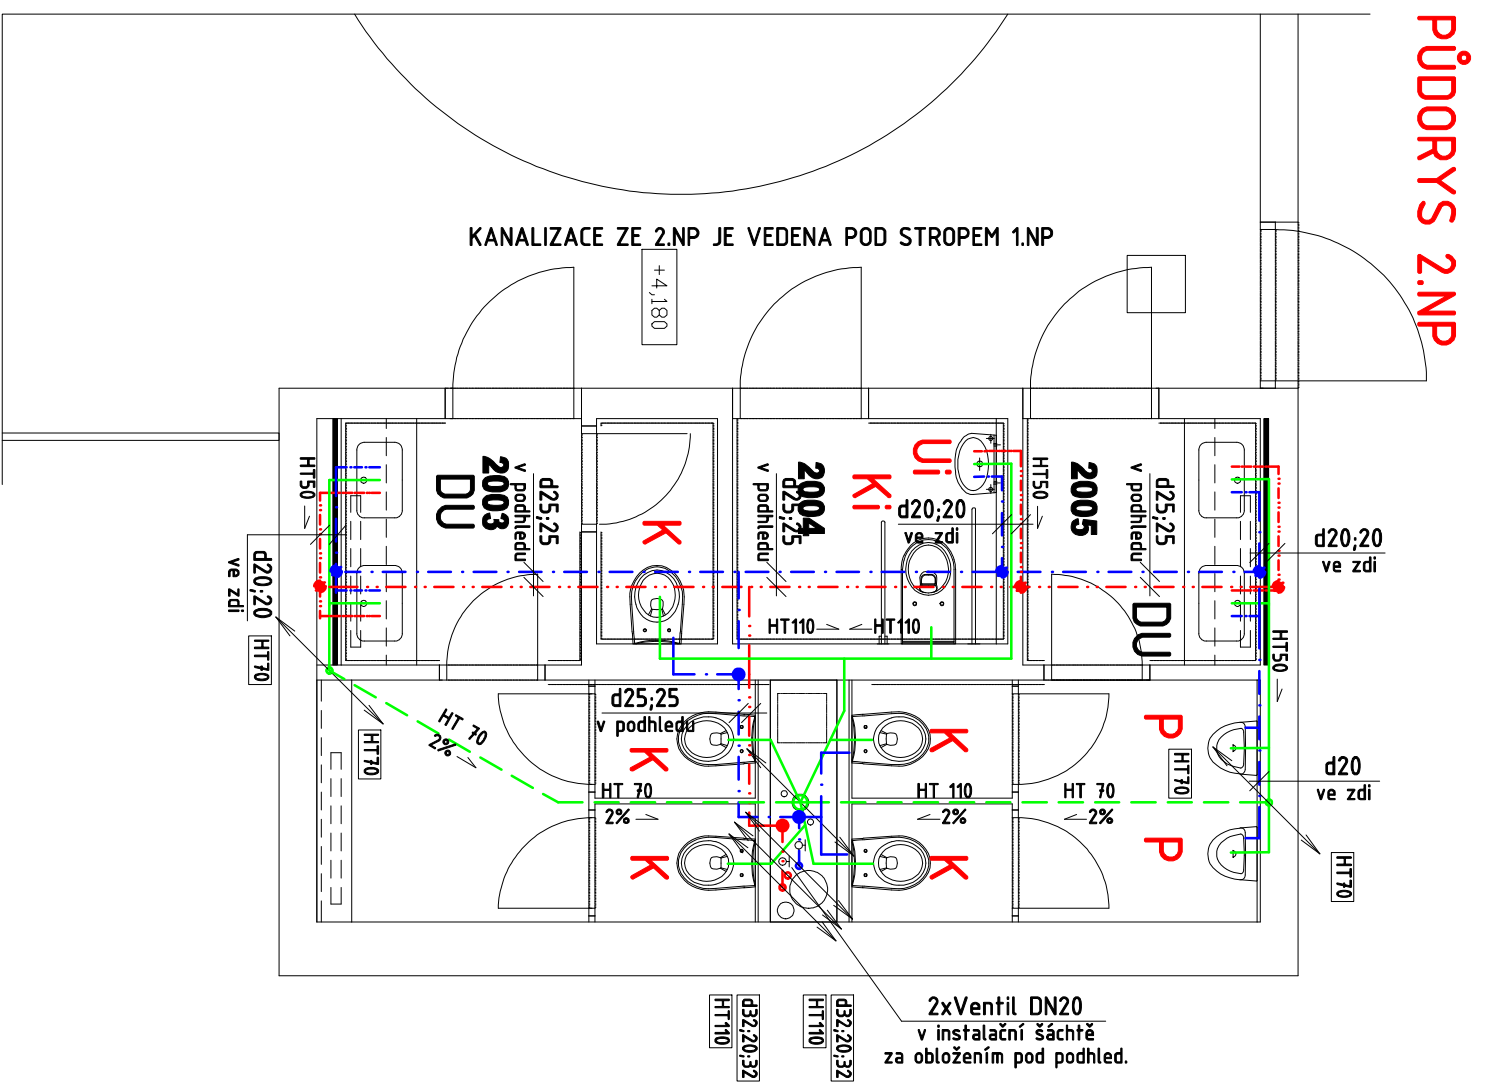 PŮDORYS 2.NP
KANALIZACE ZE 2.NP JE VEDENA POD STROPEM 1.NP
+4,180
HT50
2003
DU
d25;25
v podhledu
K
2004
d25;25
v podhledu
Ui
Ki
d20;20
ve zdi
HT50
2005
DU
d25;25
v podhledu
d20;20
ve zdi
d20;20
ve zdi
HT70
HT110
HT110
HT50
HT 70
2%
HT70
d25;25
v podhledu
K
K
P
HT70
d20
ve zdi
HT 70
2%
HT 110
2%
HT 70
2%
K
K
P
HT70
d32;20;32
HT110
d32;20;32
HT110
2xVentil DN20
v instalační šáchtě
za obložením pod podhled.